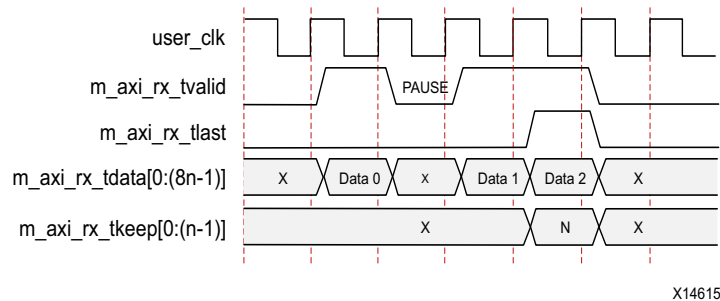 user_clk
m_axi_rx_tvalid PAUSE
m_axi_rx_tlast
m_axi_rx_tdata[0:(8n-1)] X Data 0 X Data 1 Data 2 X
m_axi_rx_tkeep[0:(n-1)] X N X
X14615